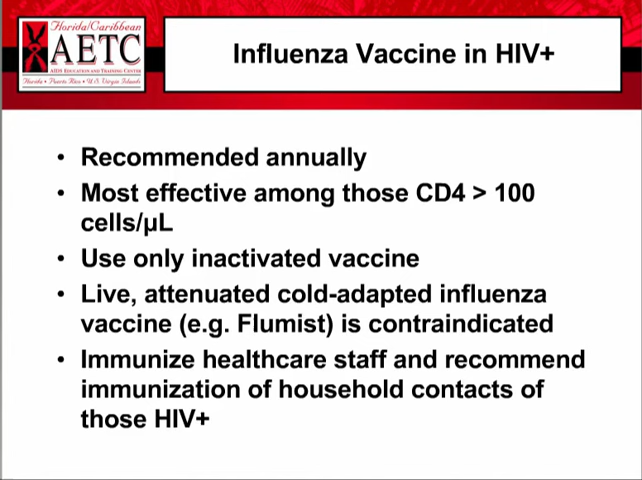 Florida/Caribbean
AETC
AIDS EDUCATION AND TRAINING CENTER
Florida • Puerto Rico • U.S. Virgin Islands
Influenza Vaccine in HIV+
• Recommended annually
• Most effective among those CD4 > 100
cells/µL
• Use only inactivated vaccine
• Live, attenuated cold-adapted influenza
vaccine (e.g. Flumist) is contraindicated
• Immunize healthcare staff and recommend
immunization of household contacts of
those HIV+